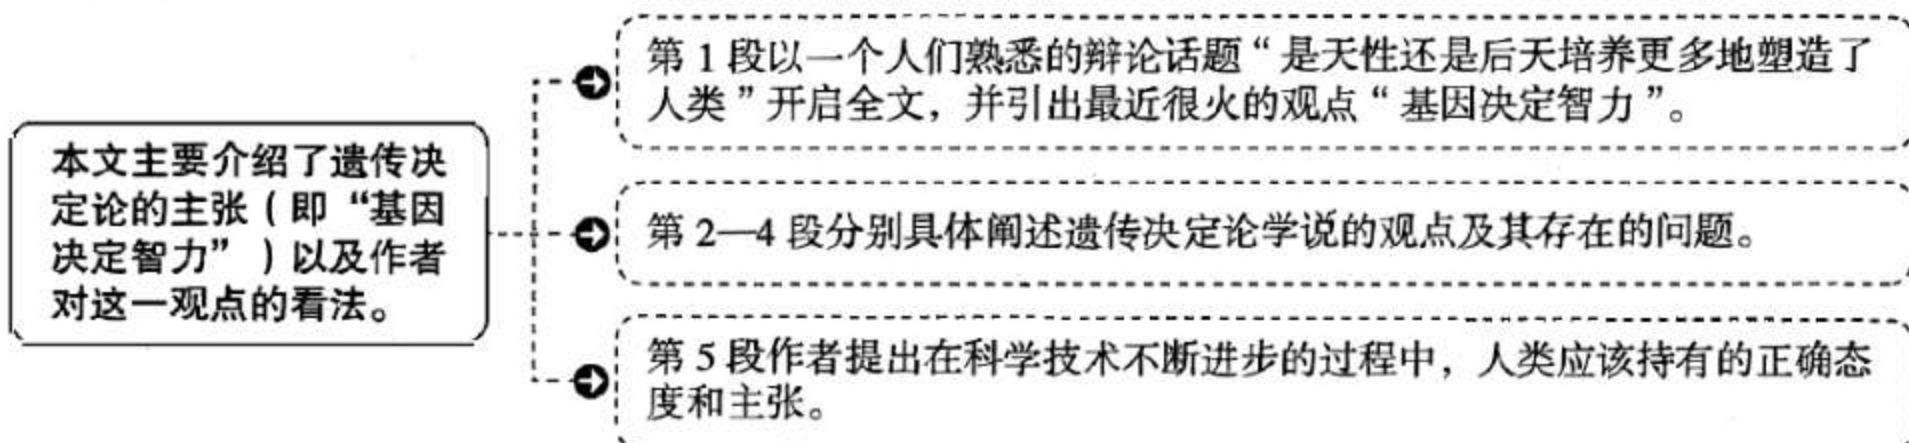 本文主要介绍了遗传决
定论的主张（即“基因
决定智力”）以及作者
对这一观点的看法。
第1段以一个人们熟悉的辩论话题“是天性还是后天培养更多地塑造了
人类”开启全文，并引出最近很火的观点“基因决定智力”。
第2—4段分别具体阐述遗传决定论学说的观点及其存在的问题。
第5段作者提出在科学技术不断进步的过程中，人类应该持有的正确态
度和主张。